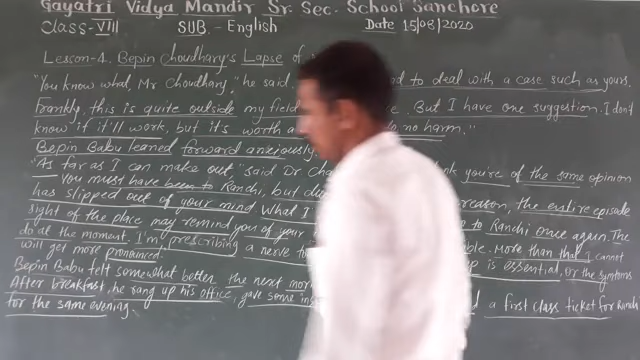 Gayatri Vidya Mandir Sr. Sec. School Sanchore
Class-VIII SUB.- English Date 15/08/2020
Lesson-4. Bepin Choudhary's Lapse of
"You know what, Mr Choudhary," he said to deal with a case such as yours.
Frankly, this is quite outside my field But I have one suggestion. I don't
know if it'll work, but it's worth no harm."
Bepin Babu leaned forward anxiously.
"As far as I can make out," said Dr you're of the same opinion
You must have been to Ranchi, but reason, the entire episode
has slipped out of your mind. What I to Ranchi once again. The
sight of the place may remind you of your More than that I cannot
do at the moment. I'm prescribing a nerve is essential, or the symtoms
will get more pronounced.
Bepin Babu felt somewhat better the next
After breakfast, he rang up his office, gave some a first class ticket for Ranchi
for the same evening.